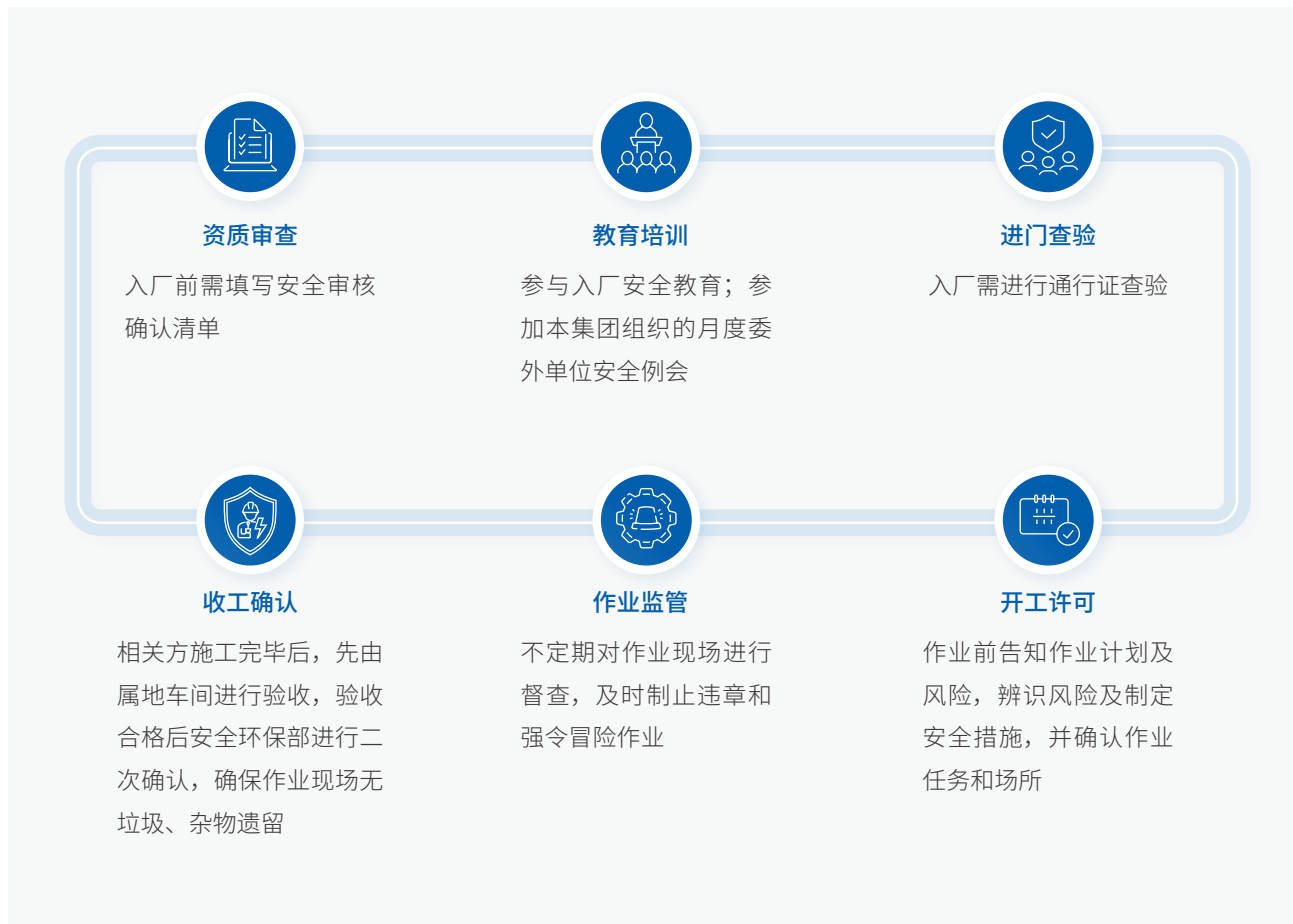 资质审查
入厂前需填写安全审核
确认清单
教育培训
参与入厂安全教育；参
加本集团组织的月度委
外单位安全例会
进门查验
入厂需进行通行证查验
收工确认
相关方施工完毕后，先由
属地车间进行验收，验收
合格后安全环保部进行二
次确认，确保作业现场无
垃圾、杂物遗留
作业监管
不定期对作业现场进行
督查，及时制止违章和
强令冒险作业
开工许可
作业前告知作业计划及
风险，辨识风险及制定
安全措施，并确认作业
任务和场所